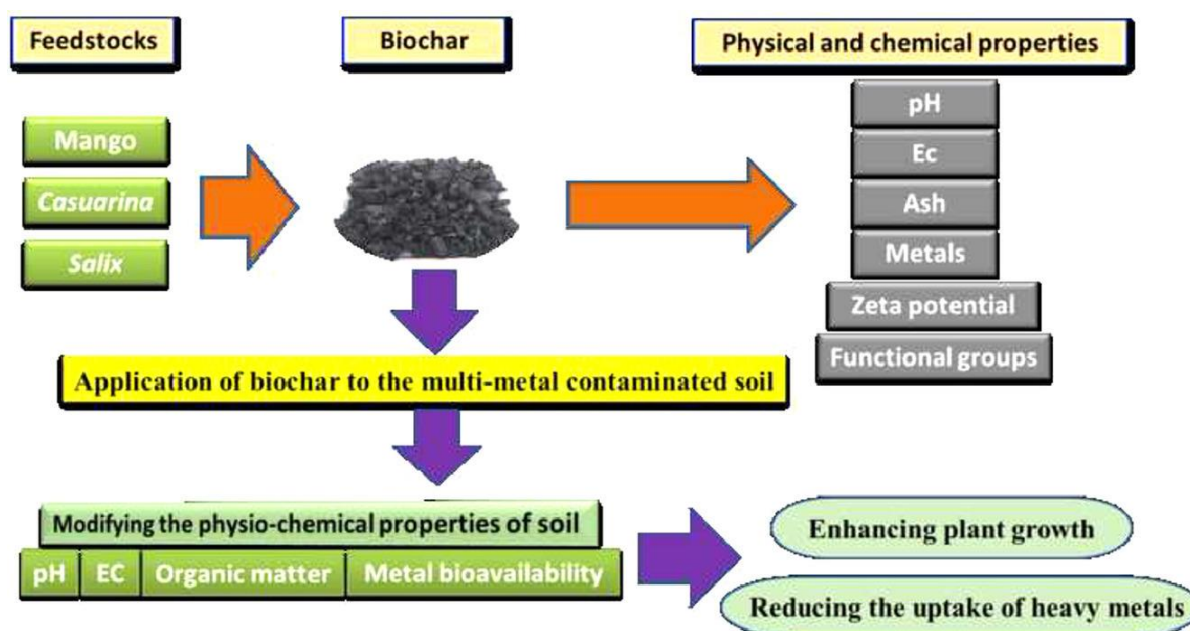 Feedstocks
Biochar
Physical and chemical properties
Mango
Casuarina
Salix
pH
Ec
Ash
Metals
Zeta potential
Functional groups
Application of biochar to the multi-metal contaminated soil
Modifying the physio-chemical properties of soil
pH EC Organic matter Metal bioavailability
Enhancing plant growth
Reducing the uptake of heavy metals